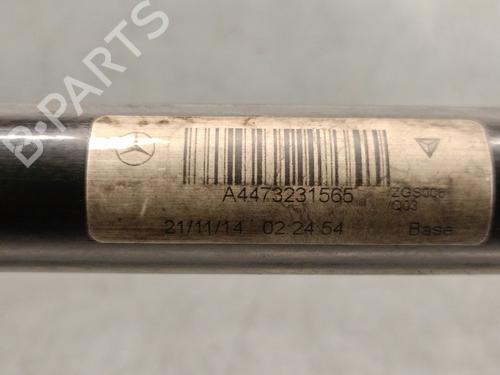 B-PARTS
A4473231565
ZGS006
/Q03
21/11/14 02:24:54 Base